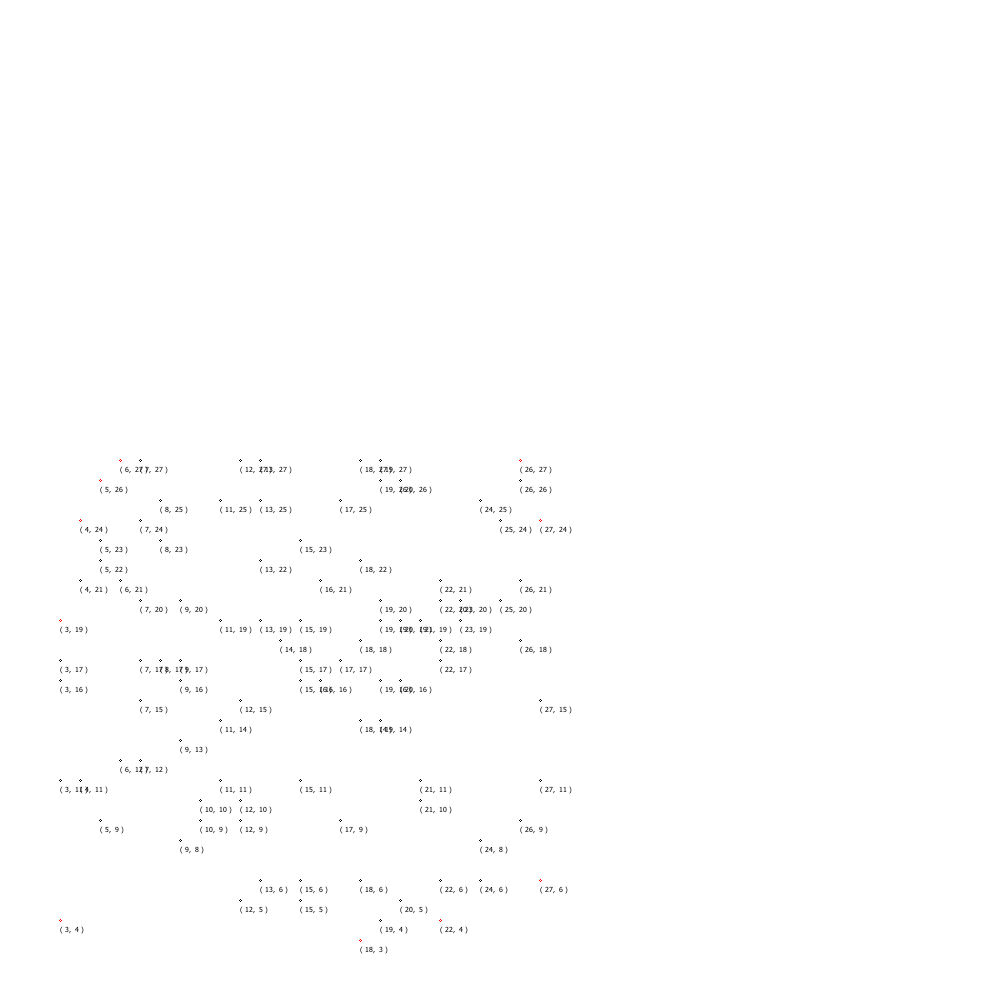 ( 6, 27 ) ( 7, 27 ) ( 12, 27 ) ( 13, 27 ) ( 18, 27 ) ( 19, 27 ) ( 26, 27 )
( 5, 26 ) ( 19, 26 ) ( 20, 26 ) ( 26, 26 )
( 8, 25 ) ( 11, 25 ) ( 13, 25 ) ( 17, 25 ) ( 24, 25 )
( 4, 24 ) ( 7, 24 ) ( 25, 24 ) ( 27, 24 )
( 5, 23 ) ( 8, 23 ) ( 15, 23 )
( 5, 22 ) ( 13, 22 ) ( 18, 22 )
( 4, 21 ) ( 6, 21 ) ( 16, 21 ) ( 22, 21 ) ( 26, 21 )
( 7, 20 ) ( 9, 20 ) ( 19, 20 ) ( 22, 20 ) ( 23, 20 ) ( 25, 20 )
( 3, 19 ) ( 11, 19 ) ( 13, 19 ) ( 15, 19 ) ( 19, 19 ) ( 20, 19 ) ( 21, 19 ) ( 23, 19 )
( 14, 18 ) ( 18, 18 ) ( 22, 18 ) ( 26, 18 )
( 3, 17 ) ( 7, 17 ) ( 8, 17 ) ( 9, 17 ) ( 15, 17 ) ( 17, 17 ) ( 22, 17 )
( 3, 16 ) ( 9, 16 ) ( 15, 16 ) ( 16, 16 ) ( 19, 16 ) ( 20, 16 )
( 7, 15 ) ( 12, 15 ) ( 27, 15 )
( 11, 14 ) ( 18, 14 ) ( 19, 14 )
( 9, 13 )
( 6, 12 ) ( 7, 12 )
( 3, 11 ) ( 4, 11 ) ( 11, 11 ) ( 15, 11 ) ( 21, 11 ) ( 27, 11 )
( 10, 10 ) ( 12, 10 ) ( 21, 10 )
( 5, 9 ) ( 10, 9 ) ( 12, 9 ) ( 17, 9 ) ( 26, 9 )
( 9, 8 ) ( 24, 8 )
( 13, 6 ) ( 15, 6 ) ( 18, 6 ) ( 22, 6 ) ( 24, 6 ) ( 27, 6 )
( 12, 5 ) ( 15, 5 ) ( 20, 5 )
( 3, 4 ) ( 19, 4 ) ( 22, 4 )
( 18, 3 )